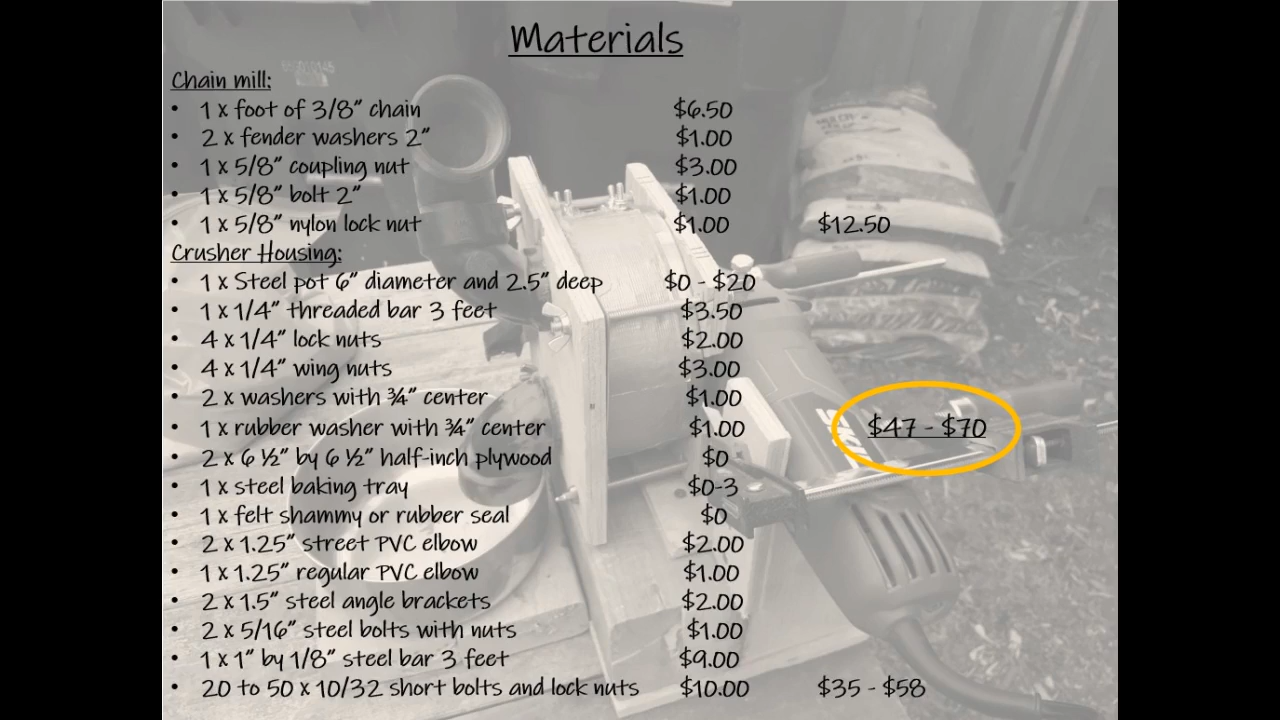 Materials
Chain mill:
• 1 x foot of 3/8" chain $6.50
• 2 x fender washers 2" $1.00
• 1 x 5/8" coupling nut $3.00
• 1 x 5/8" bolt 2" $1.00
• 1 x 5/8" nylon lock nut $1.00 $12.50
Crusher Housing:
• 1 x Steel pot 6" diameter and 2.5" deep $0 - $20
• 1 x 1/4" threaded bar 3 feet $3.50
• 4 x 1/4" lock nuts $2.00
• 4 x 1/4" wing nuts $3.00
• 2 x washers with ¾" center $1.00
• 1 x rubber washer with ¾" center $1.00 $47 - $70
• 2 x 6 ½" by 6 ½" half-inch plywood $0
• 1 x steel baking tray $0-3
• 1 x felt shammy or rubber seal $0
• 2 x 1.25" street PVC elbow $2.00
• 1 x 1.25" regular PVC elbow $1.00
• 2 x 1.5" steel angle brackets $2.00
• 2 x 5/16" steel bolts with nuts $1.00
• 1 x 1" by 1/8" steel bar 3 feet $9.00
• 20 to 50 x 10/32 short bolts and lock nuts $10.00 $35 - $58
SKIL